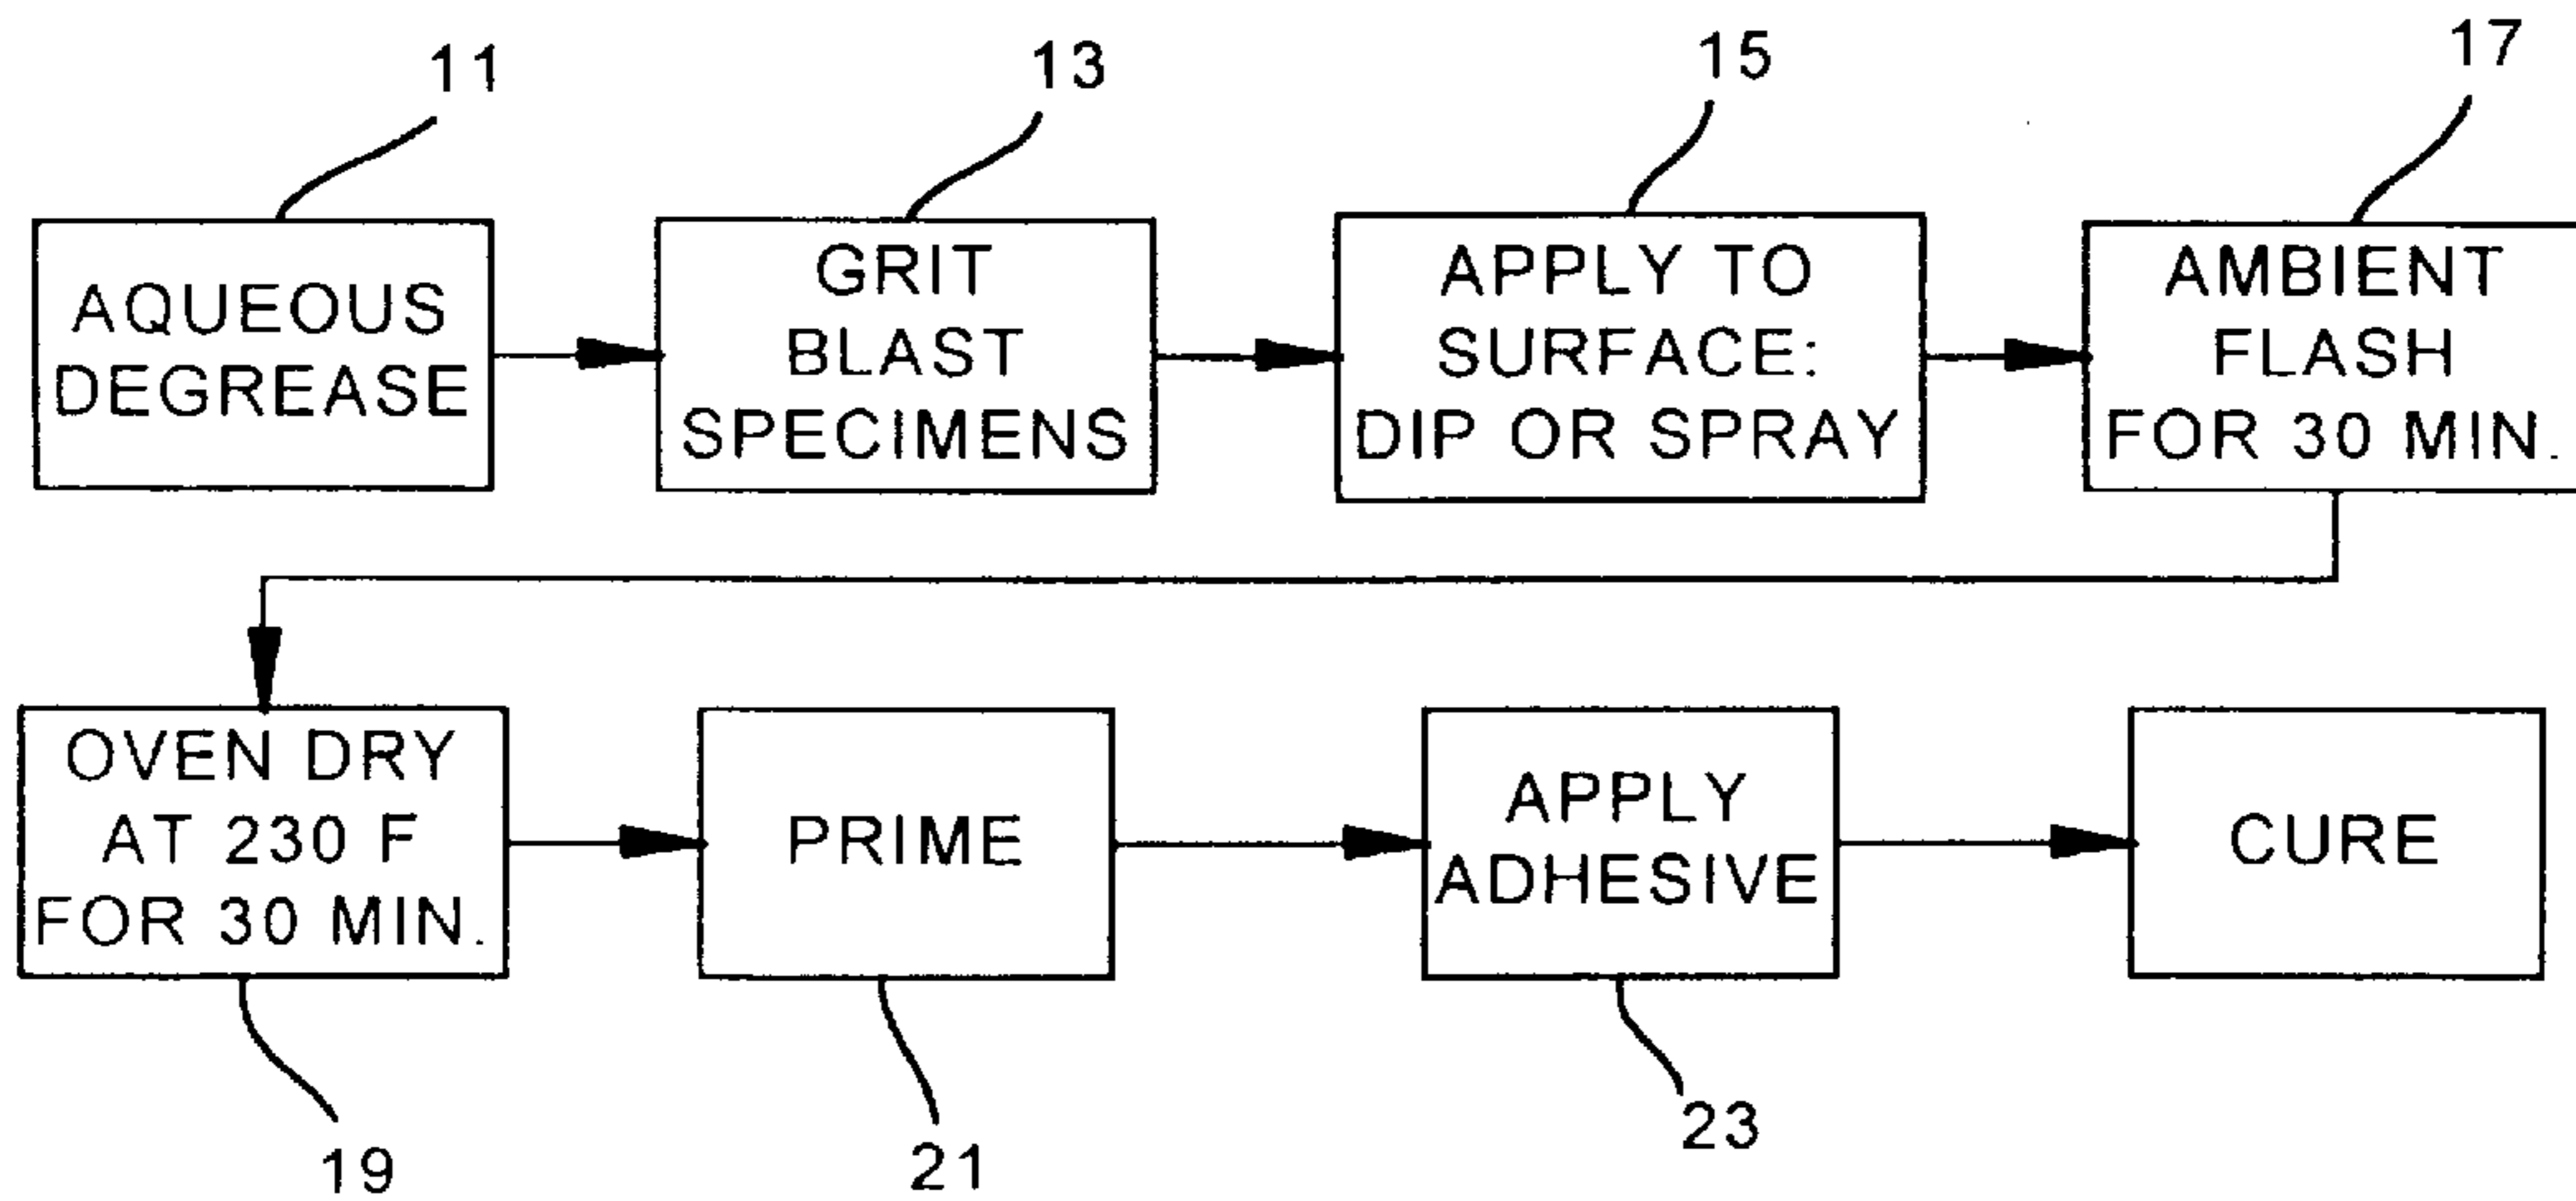 11
13
15
17
AQUEOUS
DEGREASE
GRIT
BLAST
SPECIMENS
APPLY TO
SURFACE:
DIP OR SPRAY
AMBIENT
FLASH
FOR 30 MIN.
OVEN DRY
AT 230 F
FOR 30 MIN.
PRIME
APPLY
ADHESIVE
CURE
19
21
23